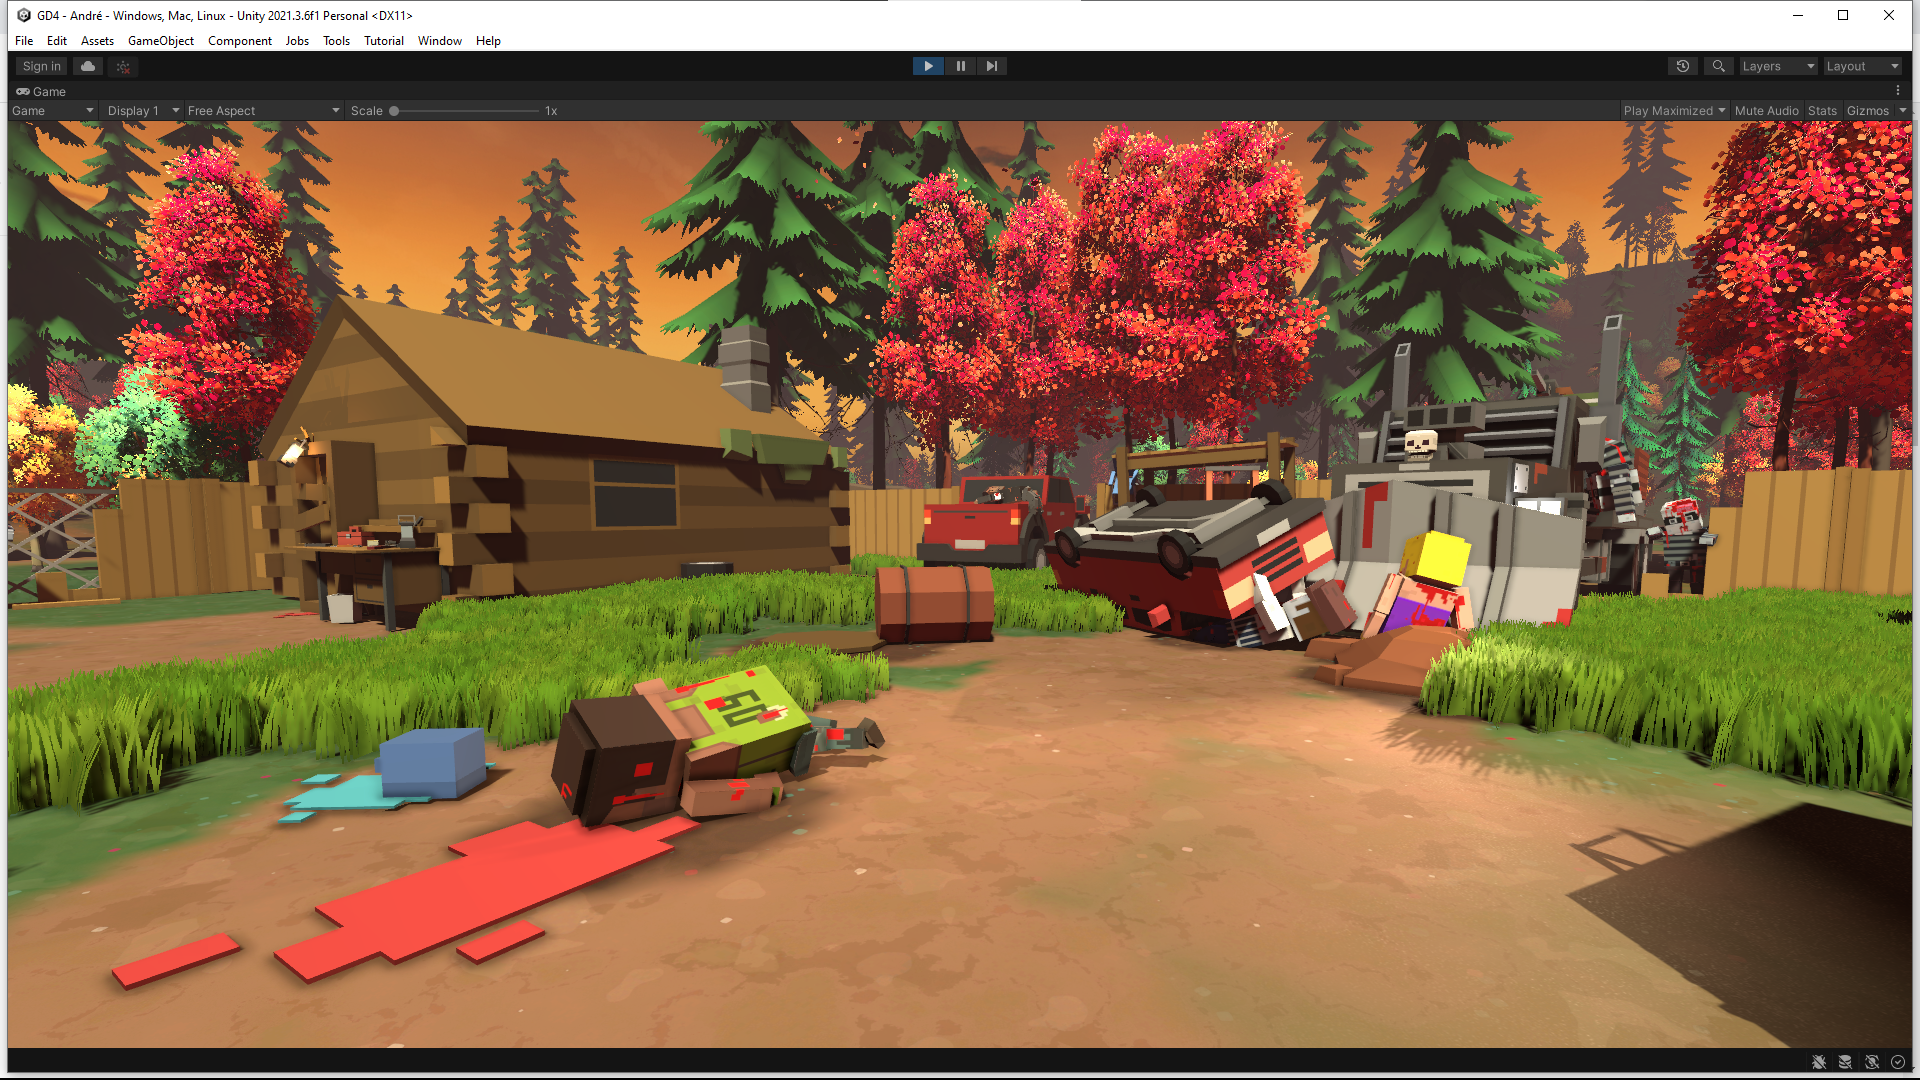 GD4 - André - Windows, Mac, Linux - Unity 2021.3.6f1 Personal <DX11>
File Edit Assets GameObject Component Jobs Tools Tutorial Window Help
Sign in Layers Layout
Game
Game Display 1 Free Aspect Scale 1x Play Maximized Mute Audio Stats Gizmos
60